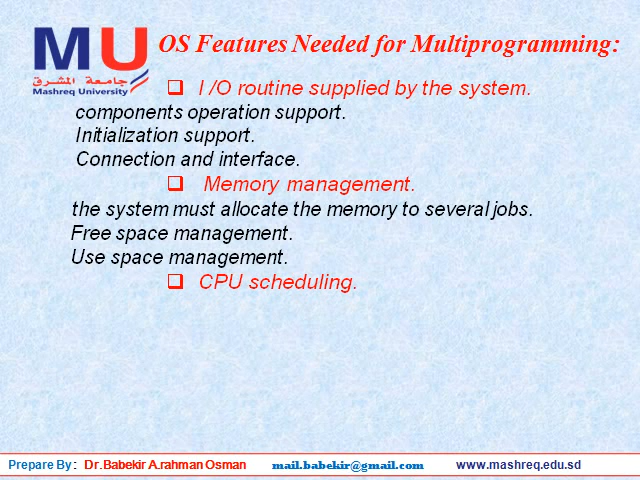 MU
جامعة المشرق
Mashreq University
OS Features Needed for Multiprogramming:
I /O routine supplied by the system.
components operation support.
Initialization support.
Connection and interface.
Memory management.
the system must allocate the memory to several jobs.
Free space management.
Use space management.
CPU scheduling.
Prepare By : Dr.Babekir A.rahman Osman mail.babekir@gmail.com www.mashreq.edu.sd